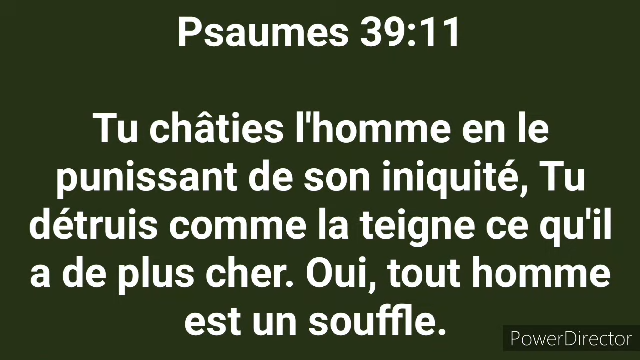 Psaumes 39:11
Tu châties l'homme en le
punissant de son iniquité, Tu
détruis comme la teigne ce qu'il
a de plus cher. Oui, tout homme
est un souffle.
PowerDirector